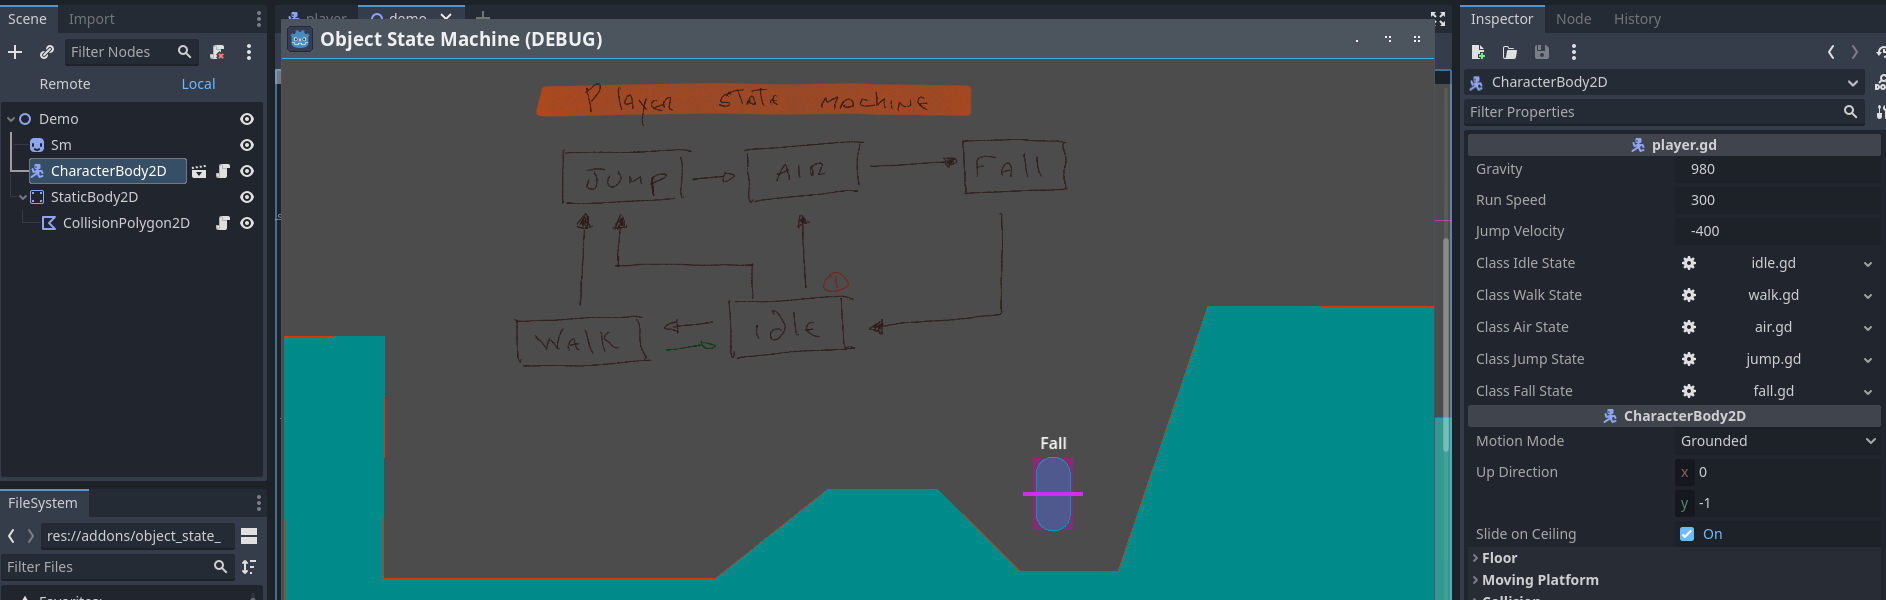 Scene Import
player demo
Inspector Node History
Object State Machine (DEBUG)
Filter Nodes
Remote Local
Demo
Sm
CharacterBody2D
StaticBody2D
CollisionPolygon2D
FileSystem
res://addons/object_state_
Filter Files
Favorites:
Player STATE MACHINE
JUMP AIR FAll
1
WAlK idlE
Fall
CharacterBody2D
Filter Properties
player.gd
Gravity 980
Run Speed 300
Jump Velocity -400
Class Idle State idle.gd
Class Walk State walk.gd
Class Air State air.gd
Class Jump State jump.gd
Class Fall State fall.gd
CharacterBody2D
Motion Mode Grounded
Up Direction x 0
y -1
Slide on Ceiling On
Floor
Moving Platform
Collision